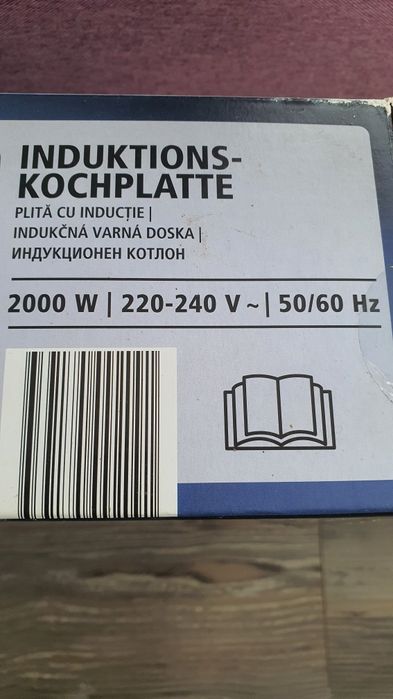 INDUKTIONS-
KOCHPLATTE
PLITĂ CU INDUCȚIE |
INDUKČNÁ VARNÁ DOSKA |
ИНДУКЦИОНЕН КОТЛОН
2000 W | 220-240 V ~ | 50/60 Hz